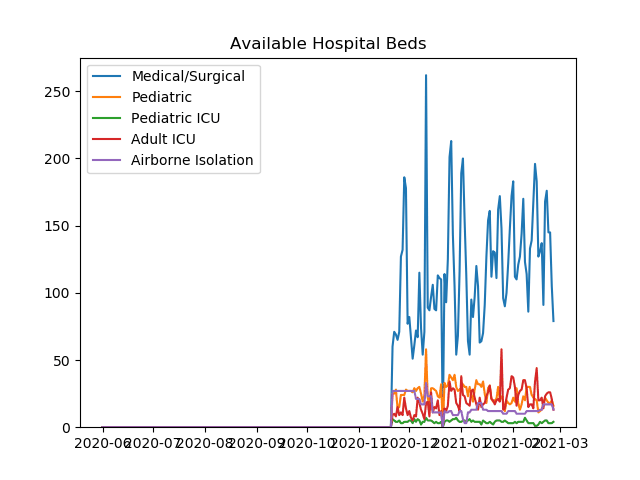 Available Hospital Beds
Medical/Surgical
Pediatric
Pediatric ICU
Adult ICU
Airborne Isolation
250
200
150
100
50
0
2020-06 2020-07 2020-08 2020-09 2020-10 2020-11 2020-12 2021-01 2021-02 2021-03